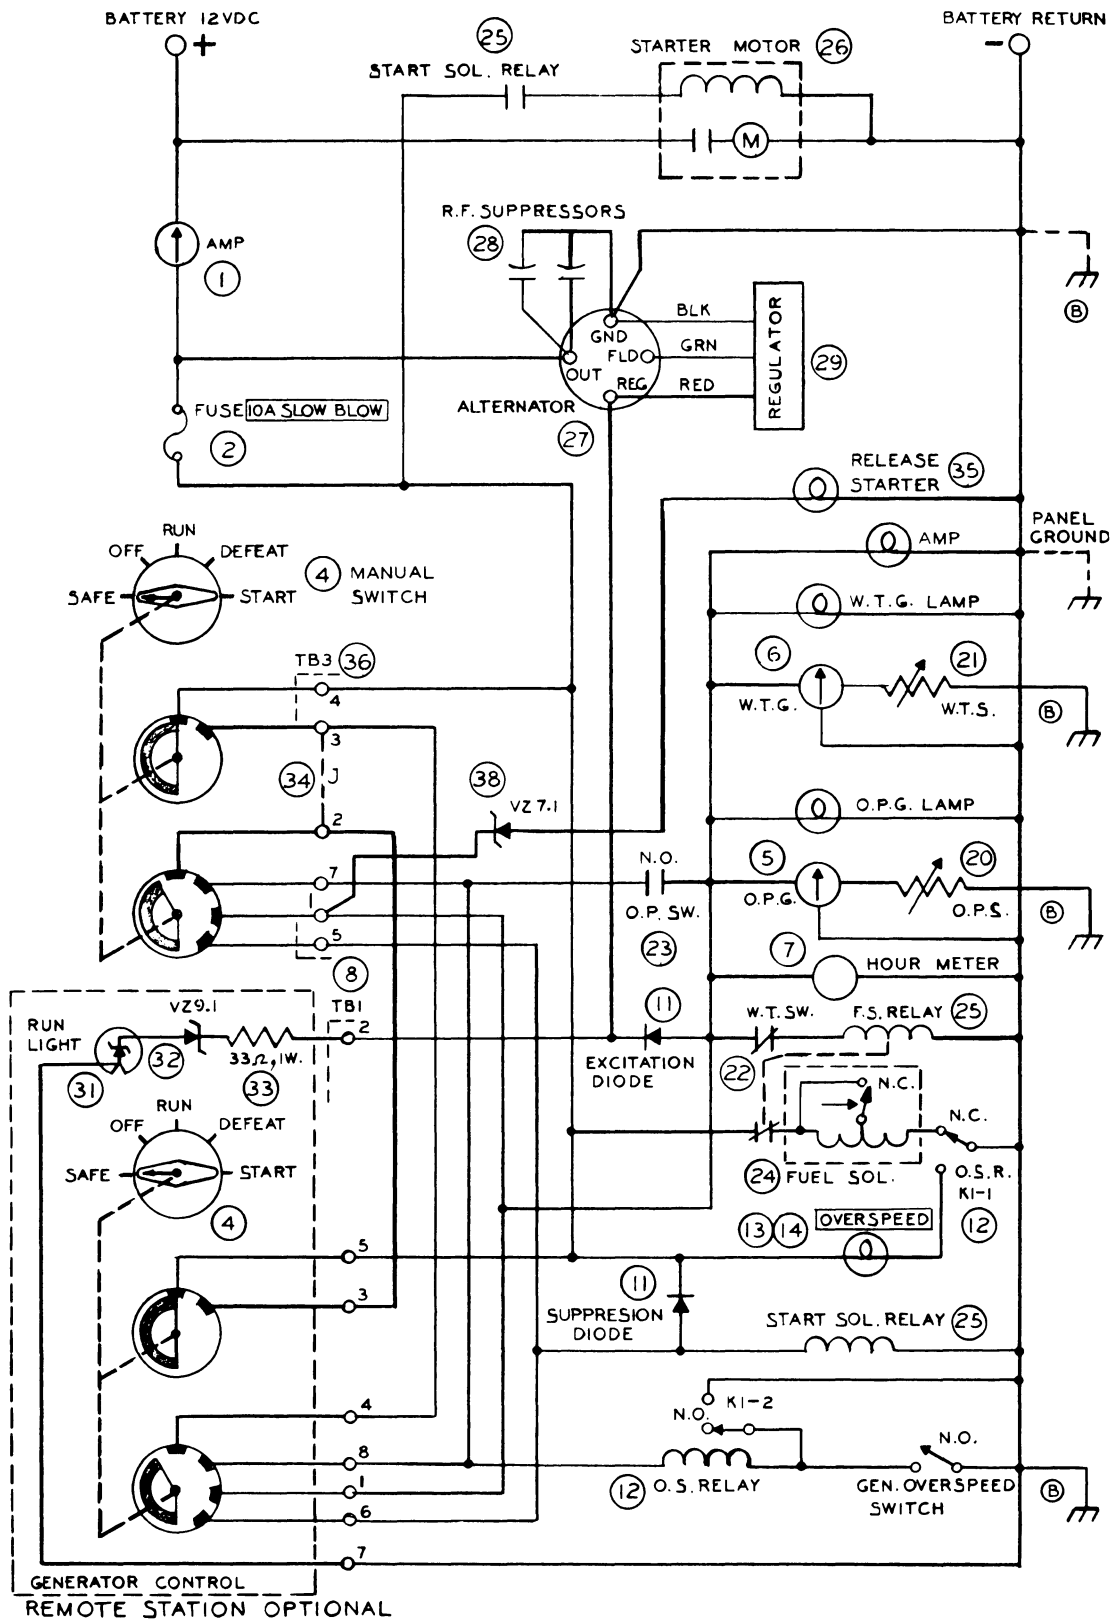 BATTERY 12VDC
+
BATTERY RETURN
-
25
START SOL. RELAY
STARTER MOTOR 26
M
R.F. SUPPRESSORS
28
AMP
1
B
BLK
GND
GRN
FLD
OUT
REG
RED
REGULATOR
29
ALTERNATOR
27
FUSE 10A SLOW BLOW
2
RELEASE
STARTER
35
AMP
PANEL
GROUND
RUN
OFF
DEFEAT
SAFE
START
4 MANUAL
SWITCH
W.T.G. LAMP
6
21
W.T.G.
W.T.S.
B
TB3 36
4
3
34
J
2
38
VZ 7.1
O.P.G. LAMP
N.O.
5
20
7
O.P. SW.
O.P.G.
O.P.S.
B
1
5
23
7
HOUR METER
8
TB1
11
W.T. SW.
F.S. RELAY 25
RUN
LIGHT
VZ9.1
2
31
32
33Ω, 1W.
33
EXCITATION
DIODE
22
N.C.
N.C.
24
FUEL SOL.
O.S.R.
K1-1
12
RUN
OFF
DEFEAT
SAFE
START
4
13
14
OVERSPEED
5
3
11
SUPPRESION
DIODE
START SOL. RELAY 25
4
K1-2
N.O.
N.O.
8
1
6
12 O.S. RELAY
GEN. OVERSPEED
SWITCH
B
7
GENERATOR CONTROL
REMOTE STATION OPTIONAL